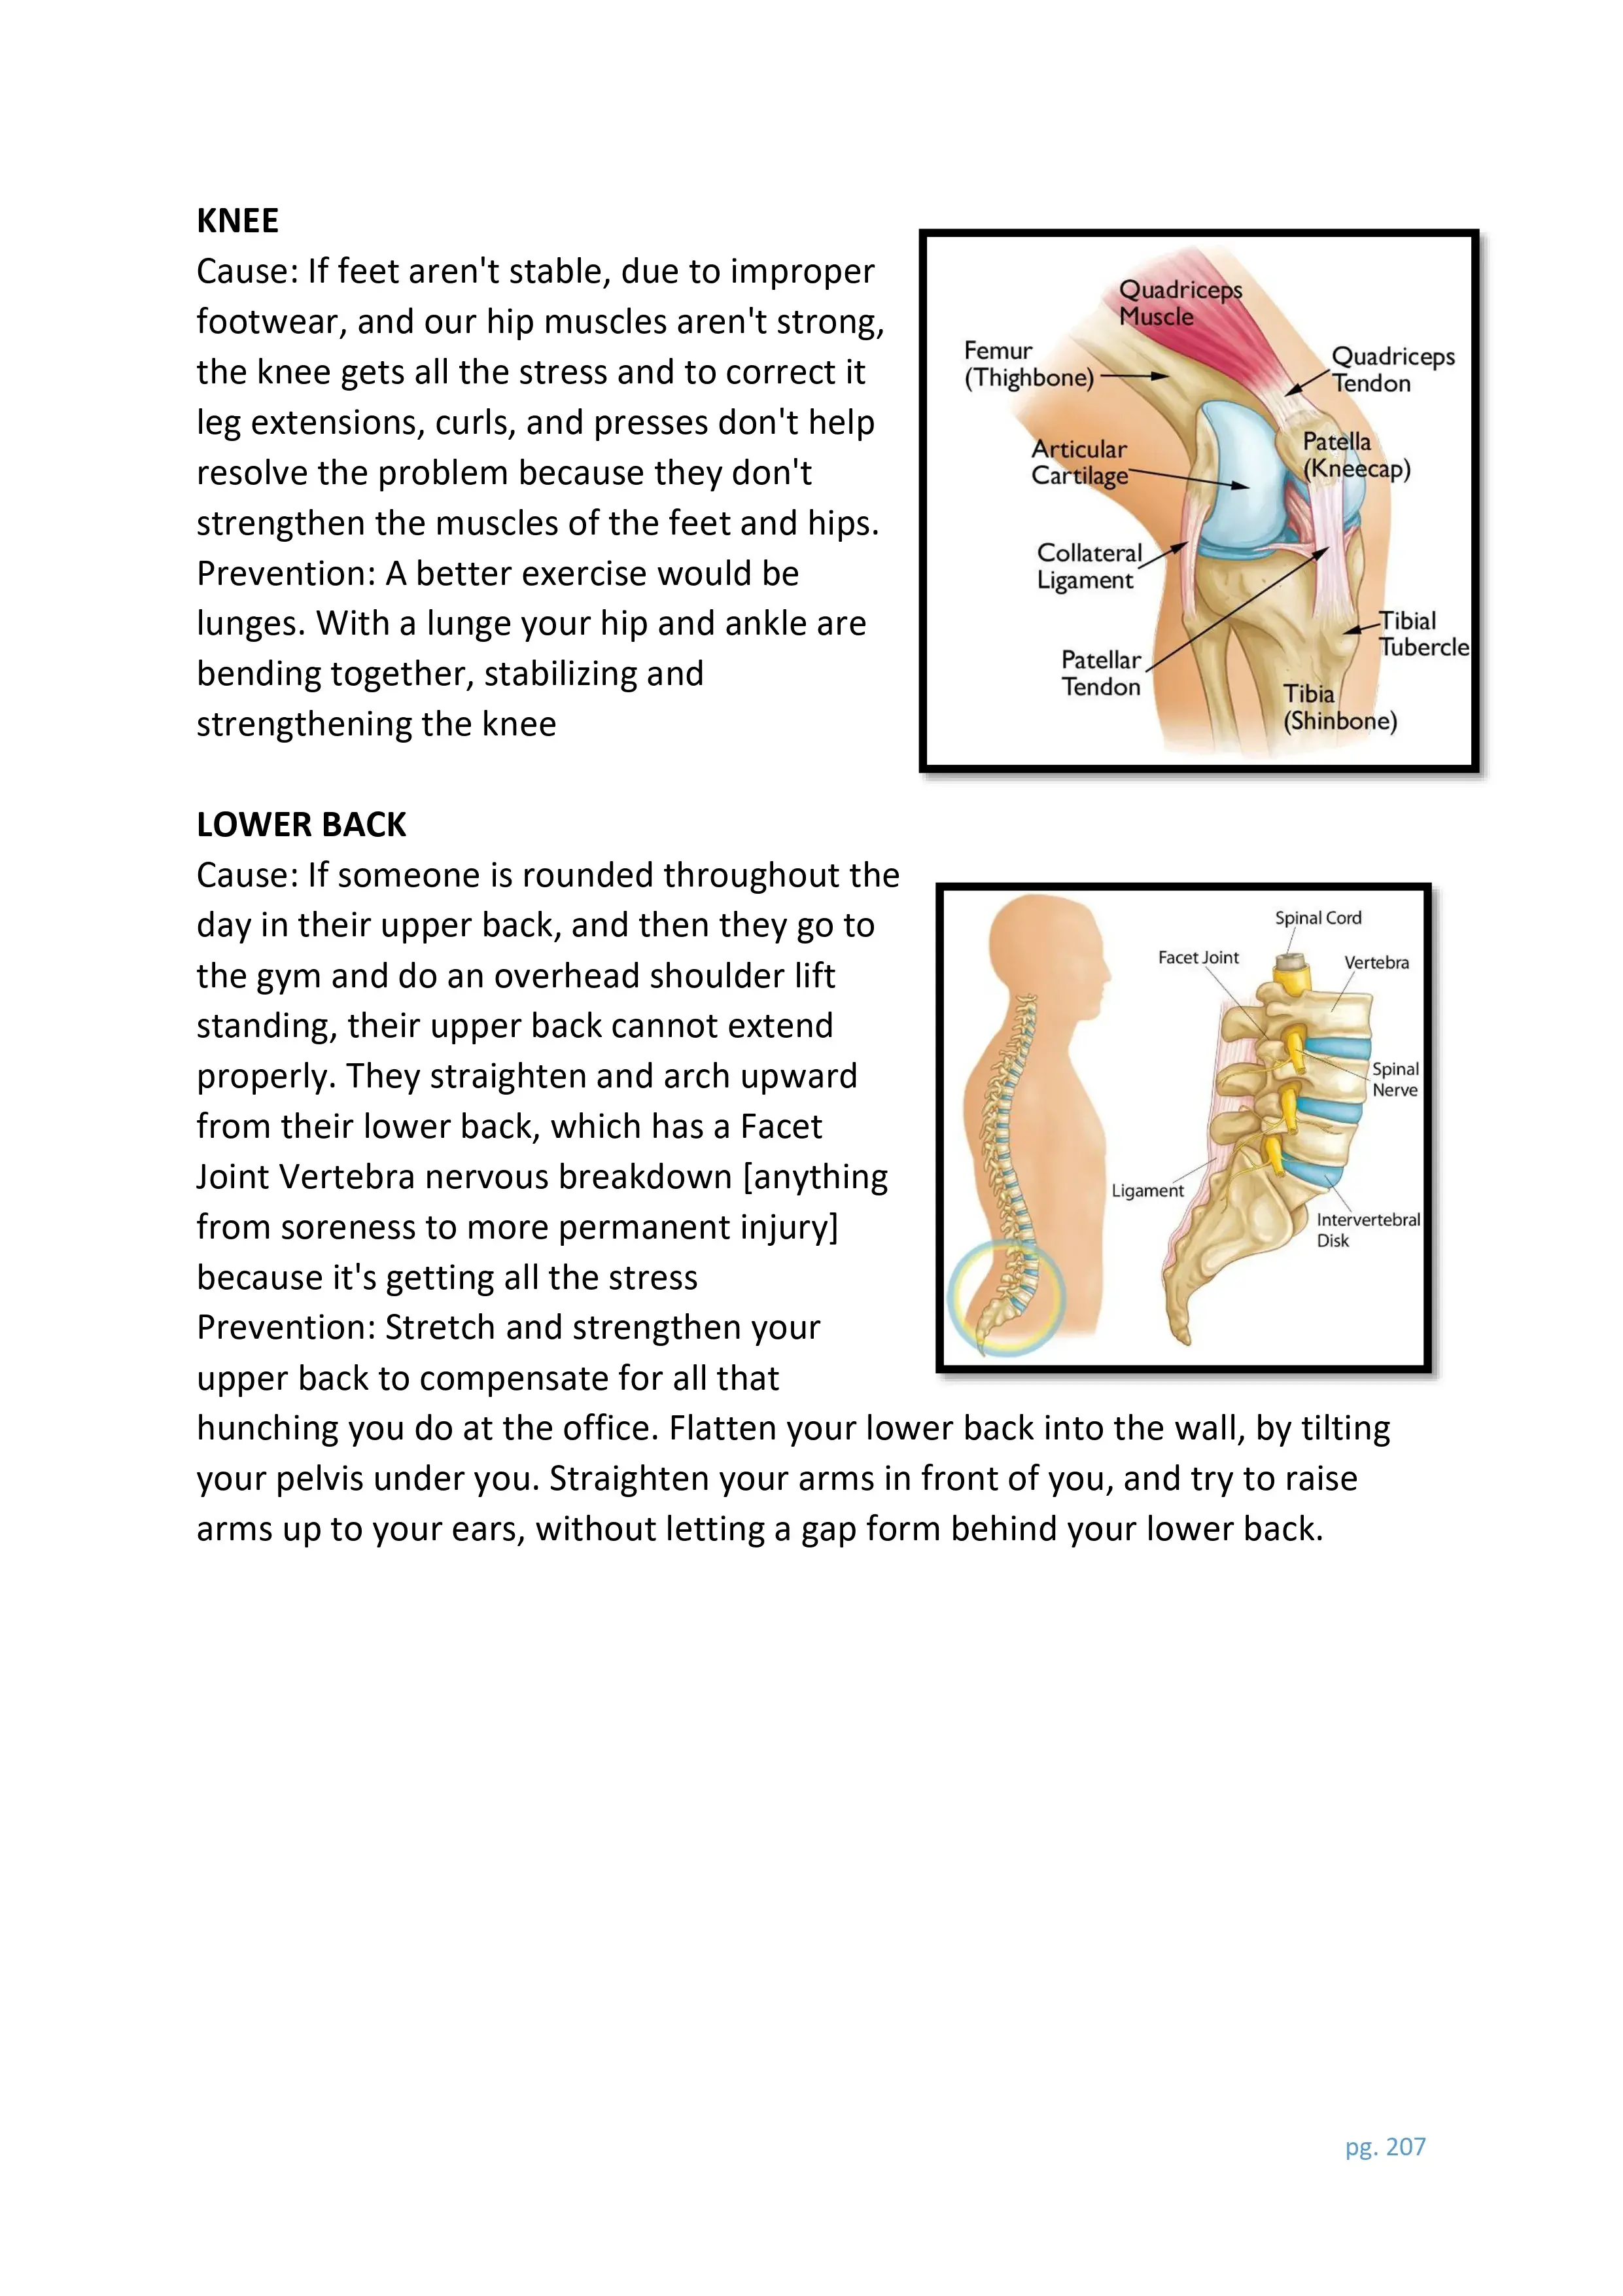 KNEE
Cause: If feet aren't stable, due to improper
footwear, and our hip muscles aren't strong,
the knee gets all the stress and to correct it
leg extensions, curls, and presses don't help
resolve the problem because they don't
strengthen the muscles of the feet and hips.
Prevention: A better exercise would be
lunges. With a lunge your hip and ankle are
bending together, stabilizing and
strengthening the knee
Quadriceps
Muscle
Femur
(Thighbone)
Quadriceps
Tendon
Articular
Cartilage
Patella
(Kneecap)
Collateral
Ligament
Tibial
Tubercle
Patellar
Tendon
Tibia
(Shinbone)
LOWER BACK
Cause: If someone is rounded throughout the
day in their upper back, and then they go to
the gym and do an overhead shoulder lift
standing, their upper back cannot extend
properly. They straighten and arch upward
from their lower back, which has a Facet
Joint Vertebra nervous breakdown [anything
from soreness to more permanent injury]
because it's getting all the stress
Prevention: Stretch and strengthen your
upper back to compensate for all that
hunching you do at the office. Flatten your lower back into the wall, by tilting
your pelvis under you. Straighten your arms in front of you, and try to raise
arms up to your ears, without letting a gap form behind your lower back.
Spinal Cord
Facet Joint
Vertebra
Spinal
Nerve
Ligament
Intervertebral
Disk
pg. 207